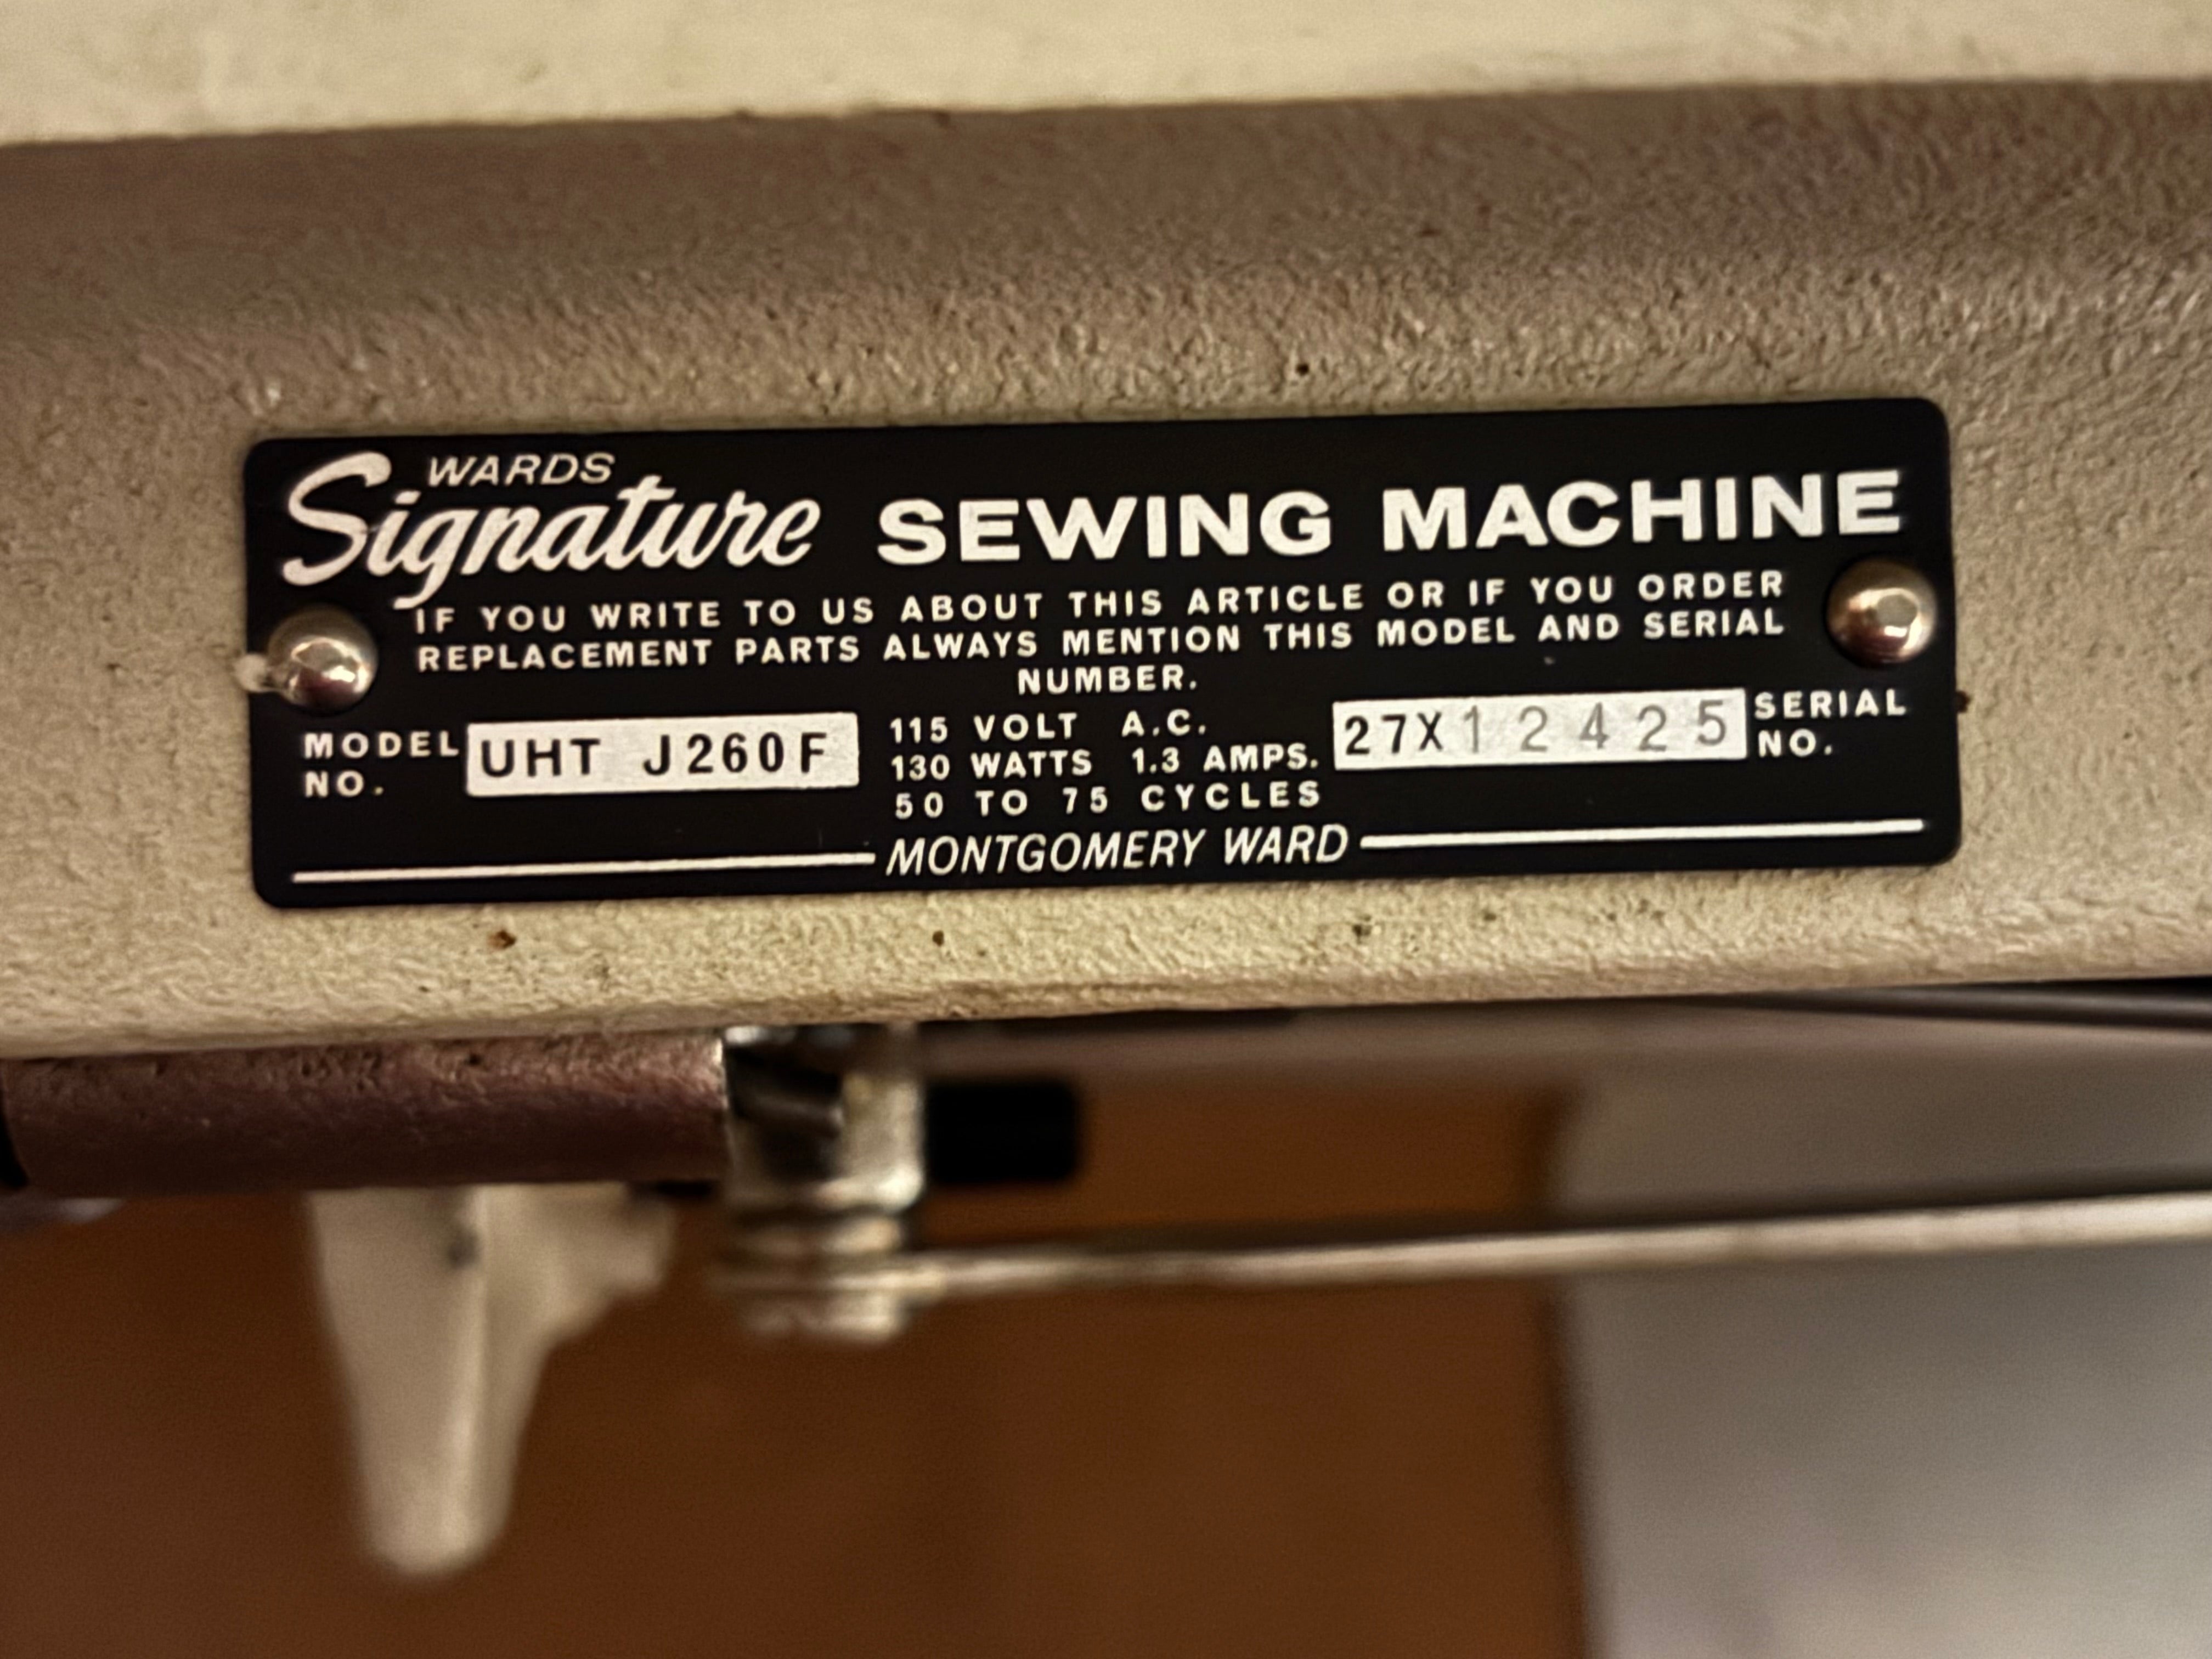 WARDS
Signature SEWING MACHINE
IF YOU WRITE TO US ABOUT THIS ARTICLE OR IF YOU ORDER
REPLACEMENT PARTS ALWAYS MENTION THIS MODEL AND SERIAL
NUMBER.
MODEL NO. UHT J260F
115 VOLT A.C.
130 WATTS 1.3 AMPS.
50 TO 75 CYCLES
27X12425 SERIAL NO.
MONTGOMERY WARD